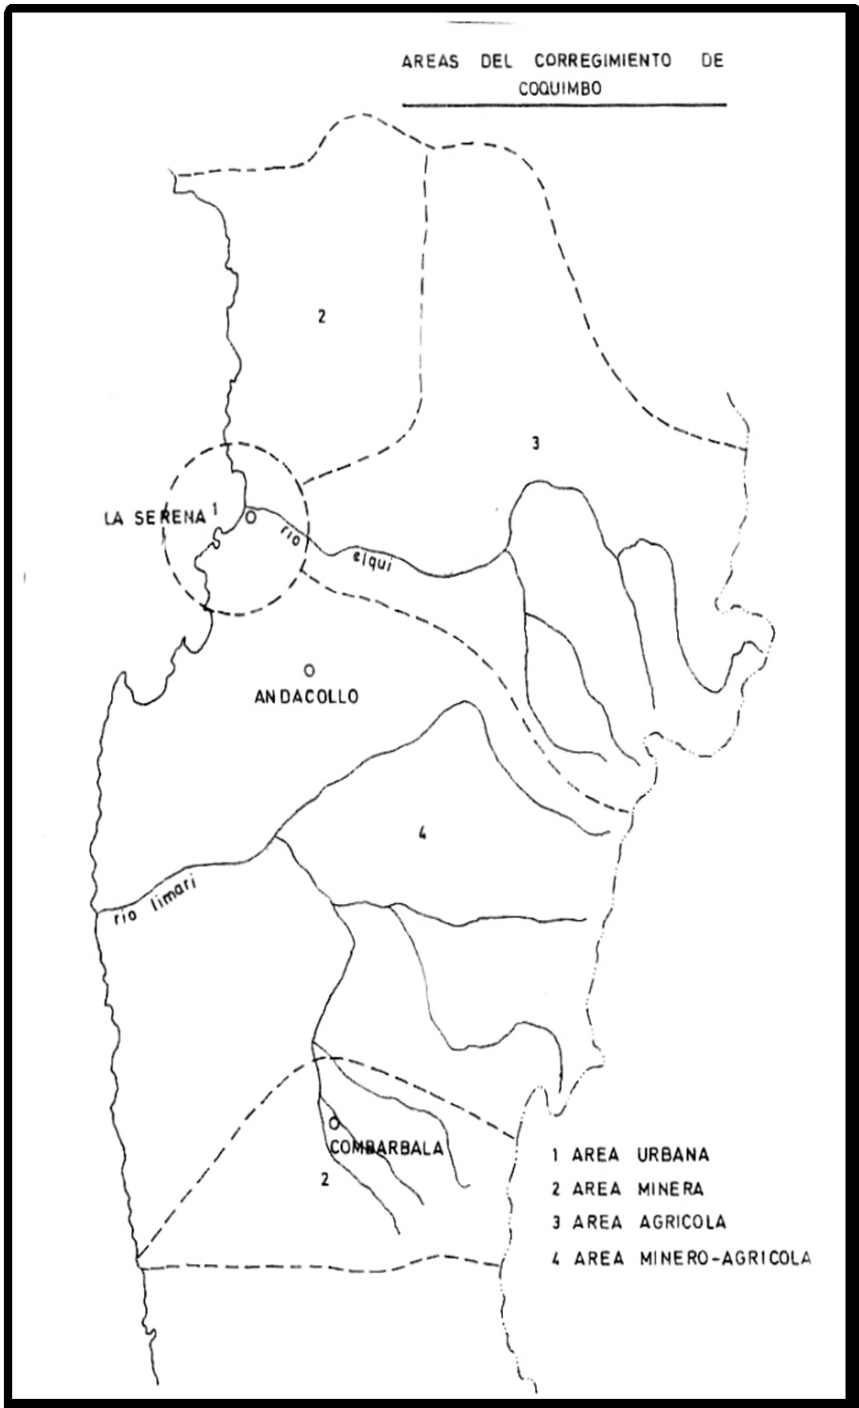 AREAS DEL CORREGIMIENTO DE
COQUIMBO
2
3
LA SERENA 1
rio elqui
ANDACOLLO
4
rio limari
COMBARBALA
2
1 AREA URBANA
2 AREA MINERA
3 AREA AGRICOLA
4 AREA MINERO-AGRICOLA